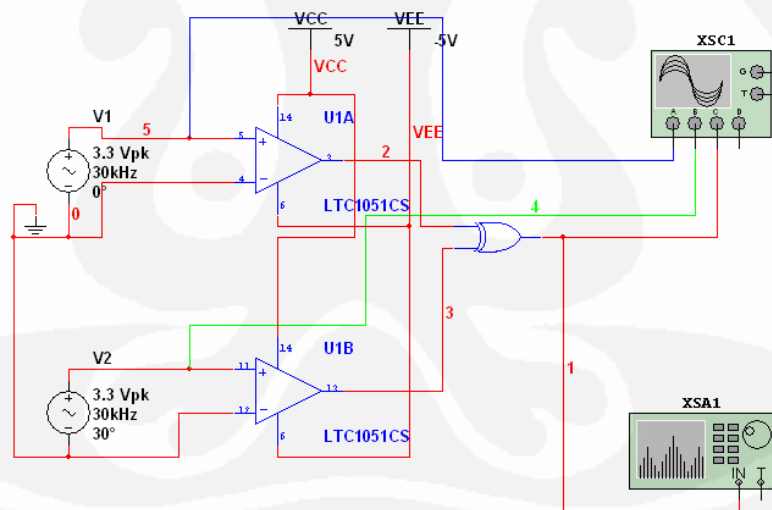 VCC
5V
VCC
VEE
-5V
VEE
XSC1
G
T
A B C D
V1
5
3.3 Vpk
30kHz
0°
0
5
4
14
6
U1A
LTC1051CS
2
4
V2
3.3 Vpk
30kHz
30°
11
12
14
6
13
U1B
LTC1051CS
3
1
XSA1
IN T